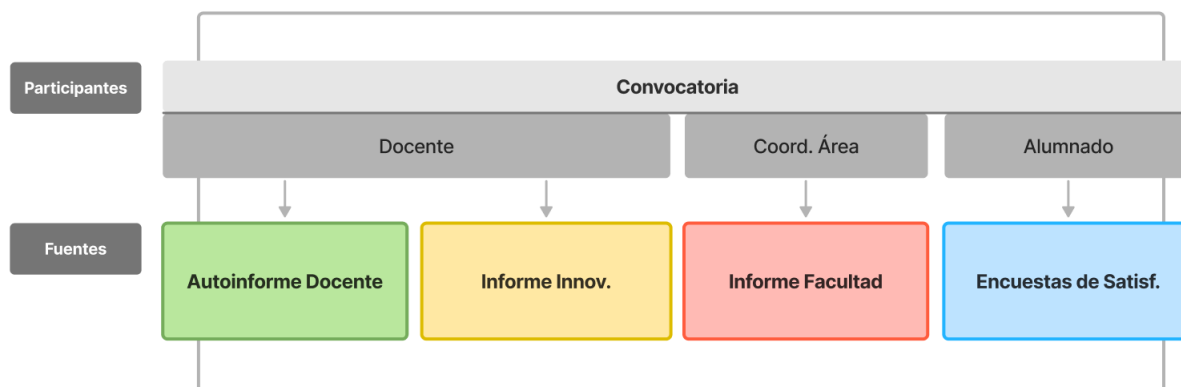 Participantes
Convocatoria
Docente
Coord. Área
Alumnado
Fuentes
Autoinforme Docente
Informe Innov.
Informe Facultad
Encuestas de Satisf.